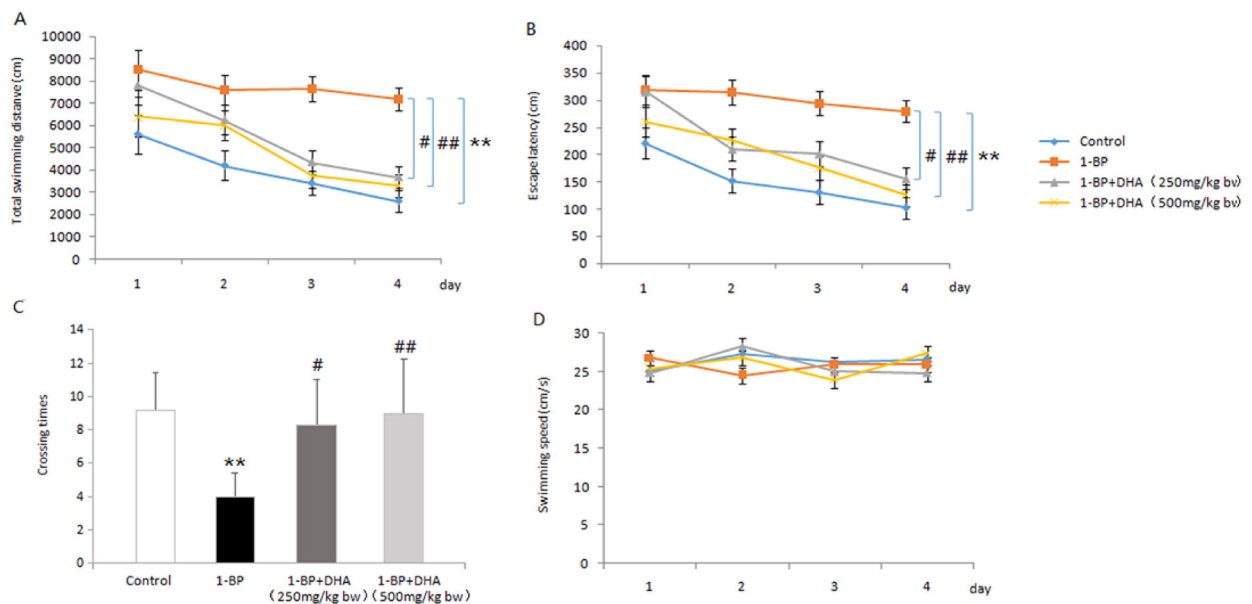 A
Total swimming distanve(cm)
10000
9000
8000
7000
6000
5000
4000
3000
2000
1000
0
1 2 3 4 day
# ## **
B
Escape latency(cm)
400
350
300
250
200
150
100
50
0
1 2 3 4 day
# ## **
Control
1-BP
1-BP+DHA（250mg/kg bw)
1-BP+DHA（500mg/kg bw)
C
Crossing times
14
12
10
8
6
4
2
0
**
#
##
Control 1-BP 1-BP+DHA 1-BP+DHA
(250mg/kg bw) (500mg/kg bw)
D
Swimming speed(cm/s)
30
25
20
15
10
5
0
1 2 3 4 day